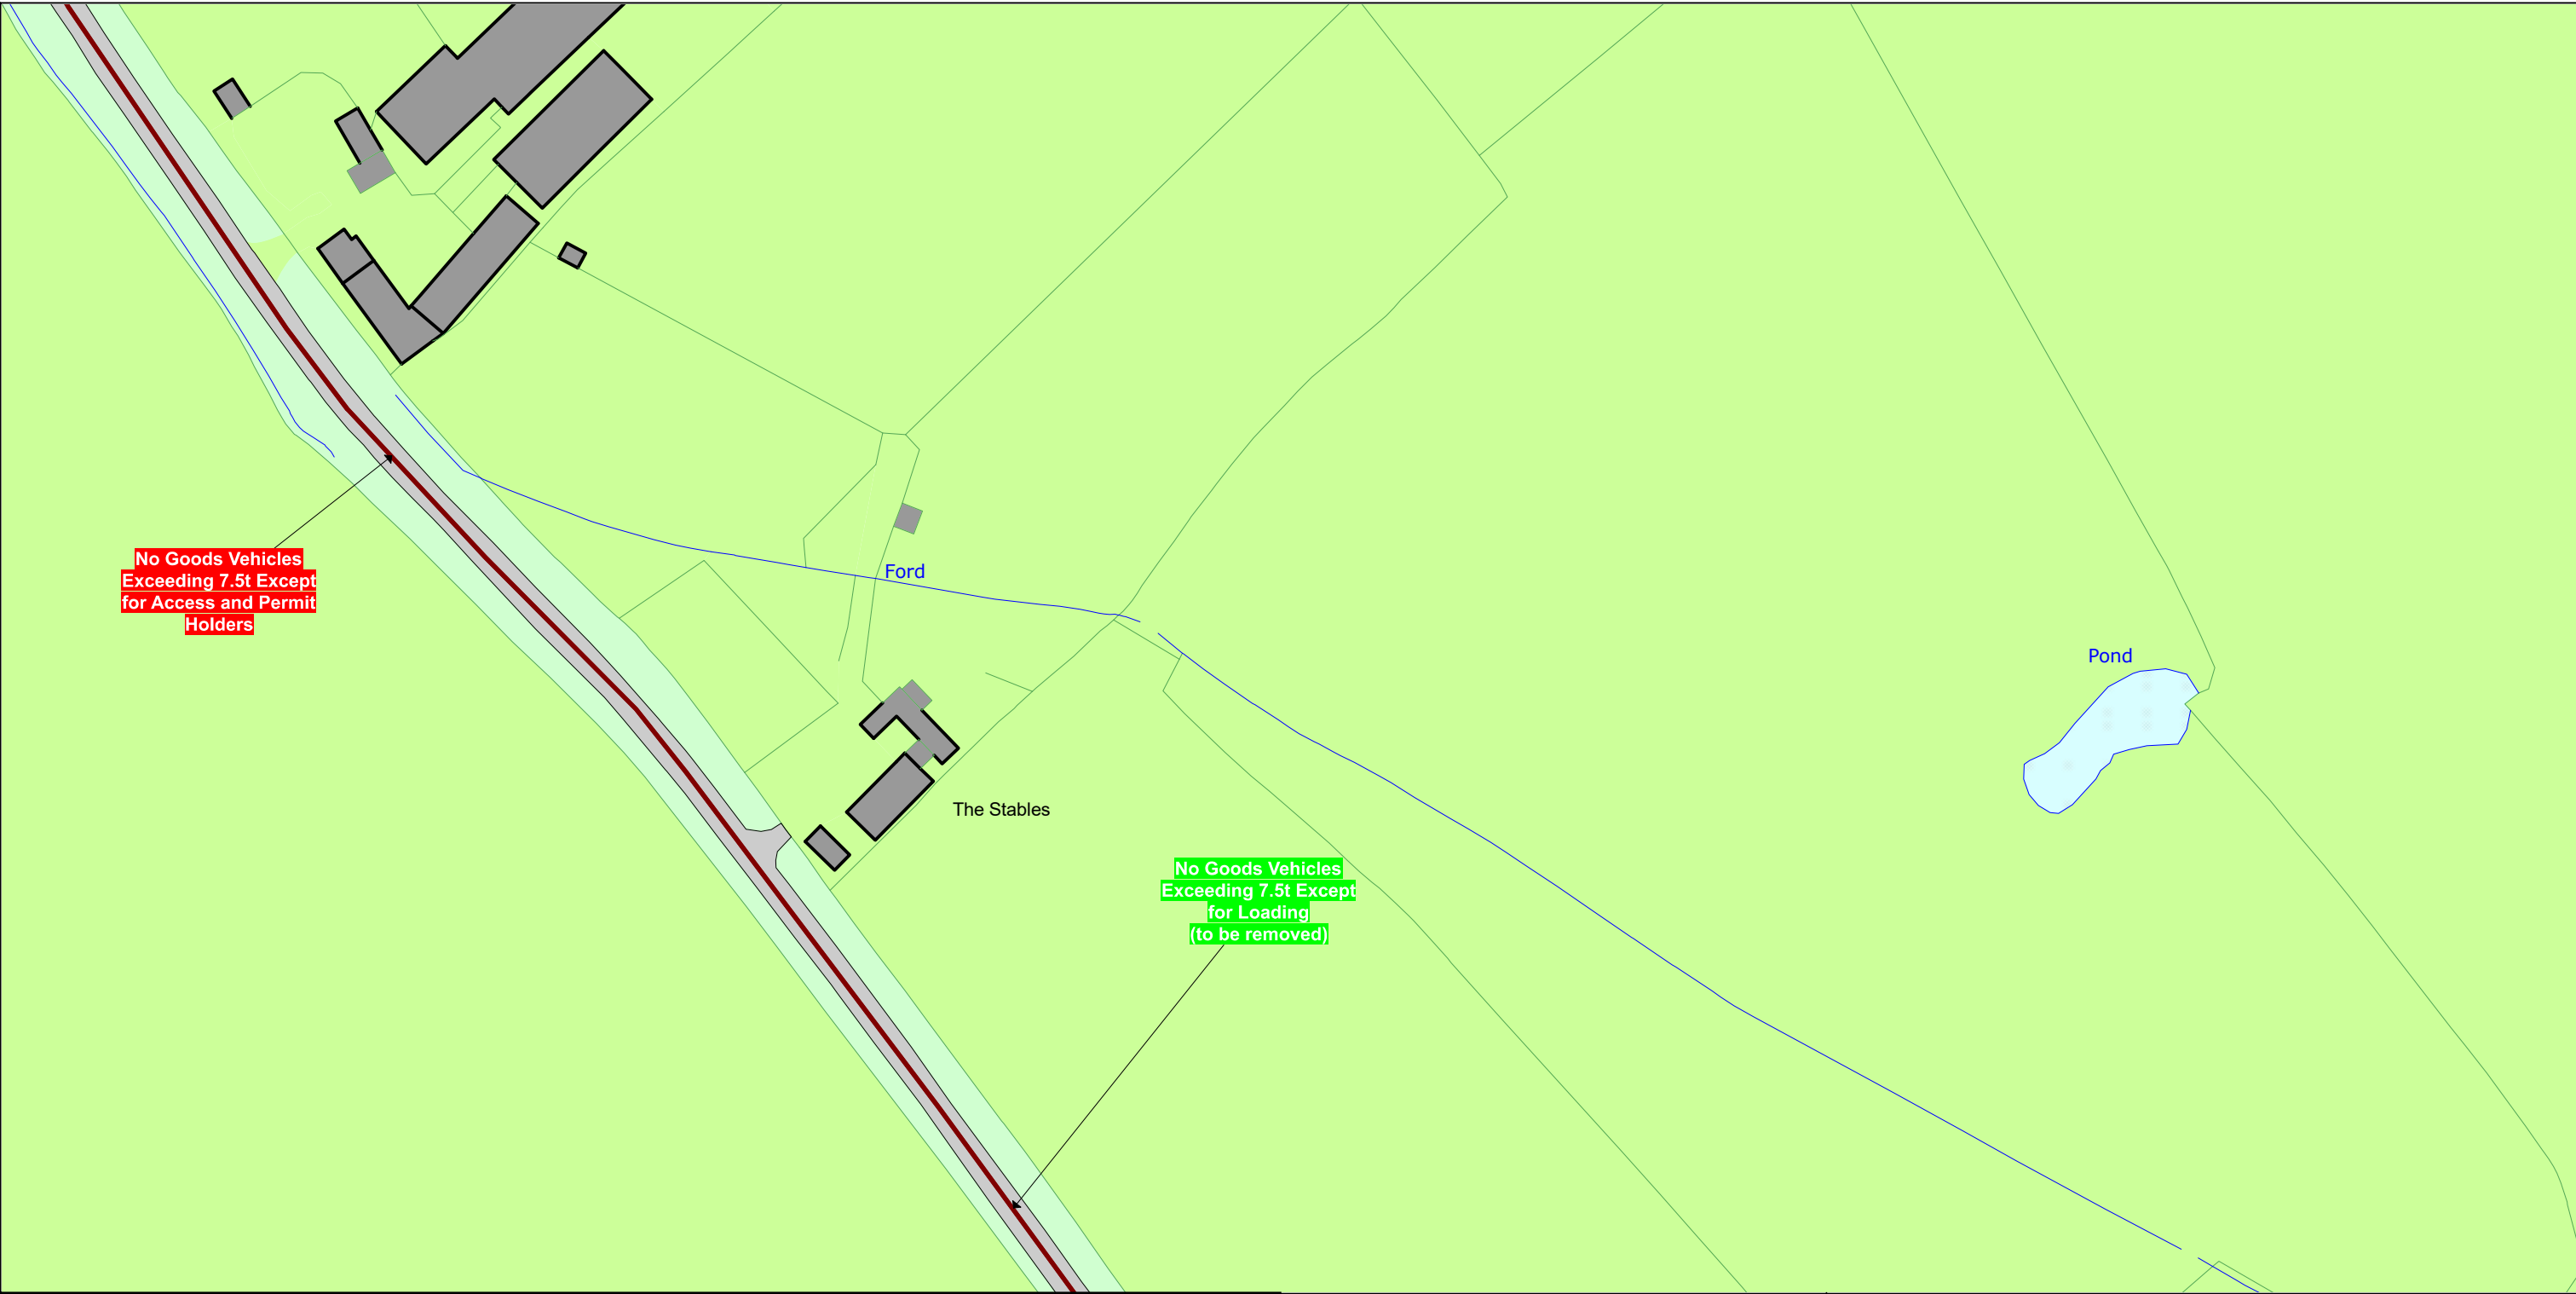 No Goods Vehicles
Exceeding 7.5t Except
for Access and Permit
Holders
Ford
Pond
The Stables
No Goods Vehicles
Exceeding 7.5t Except
for Loading
(to be removed)